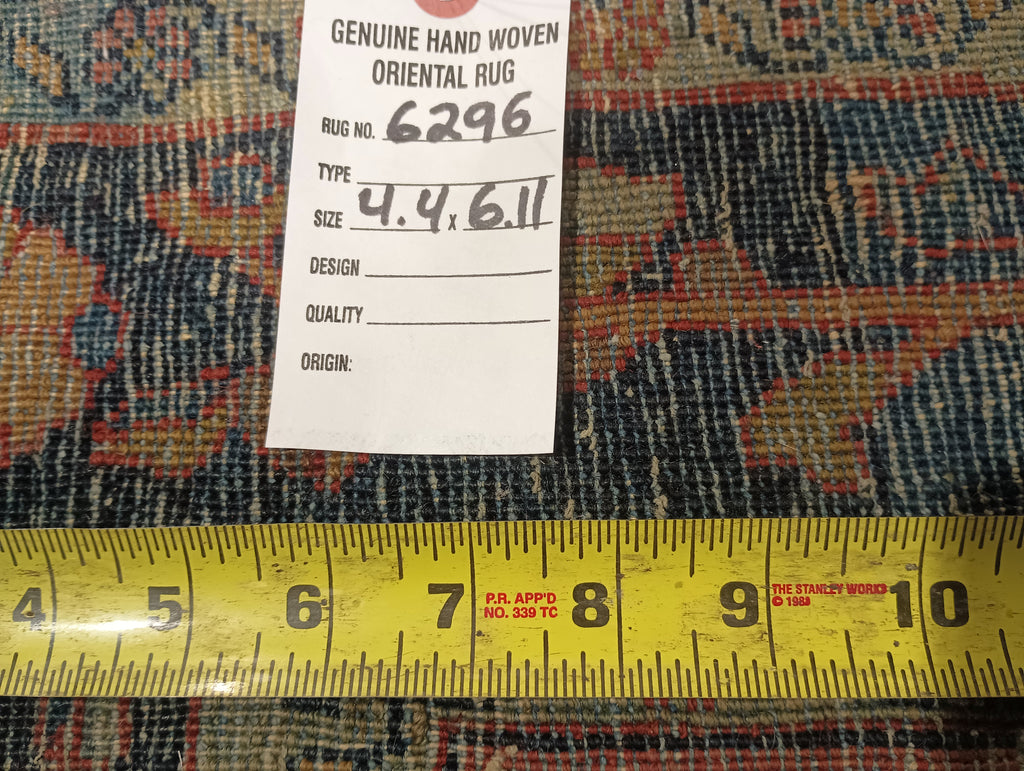 GENUINE HAND WOVEN
ORIENTAL RUG
RUG NO. 6296
TYPE
SIZE 4.4 x 6.11
DESIGN
QUALITY
ORIGIN:
4 5 6 7 8 9 10
P.R. APP'D
NO. 339 TC
THE STANLEY WORKS
© 1983